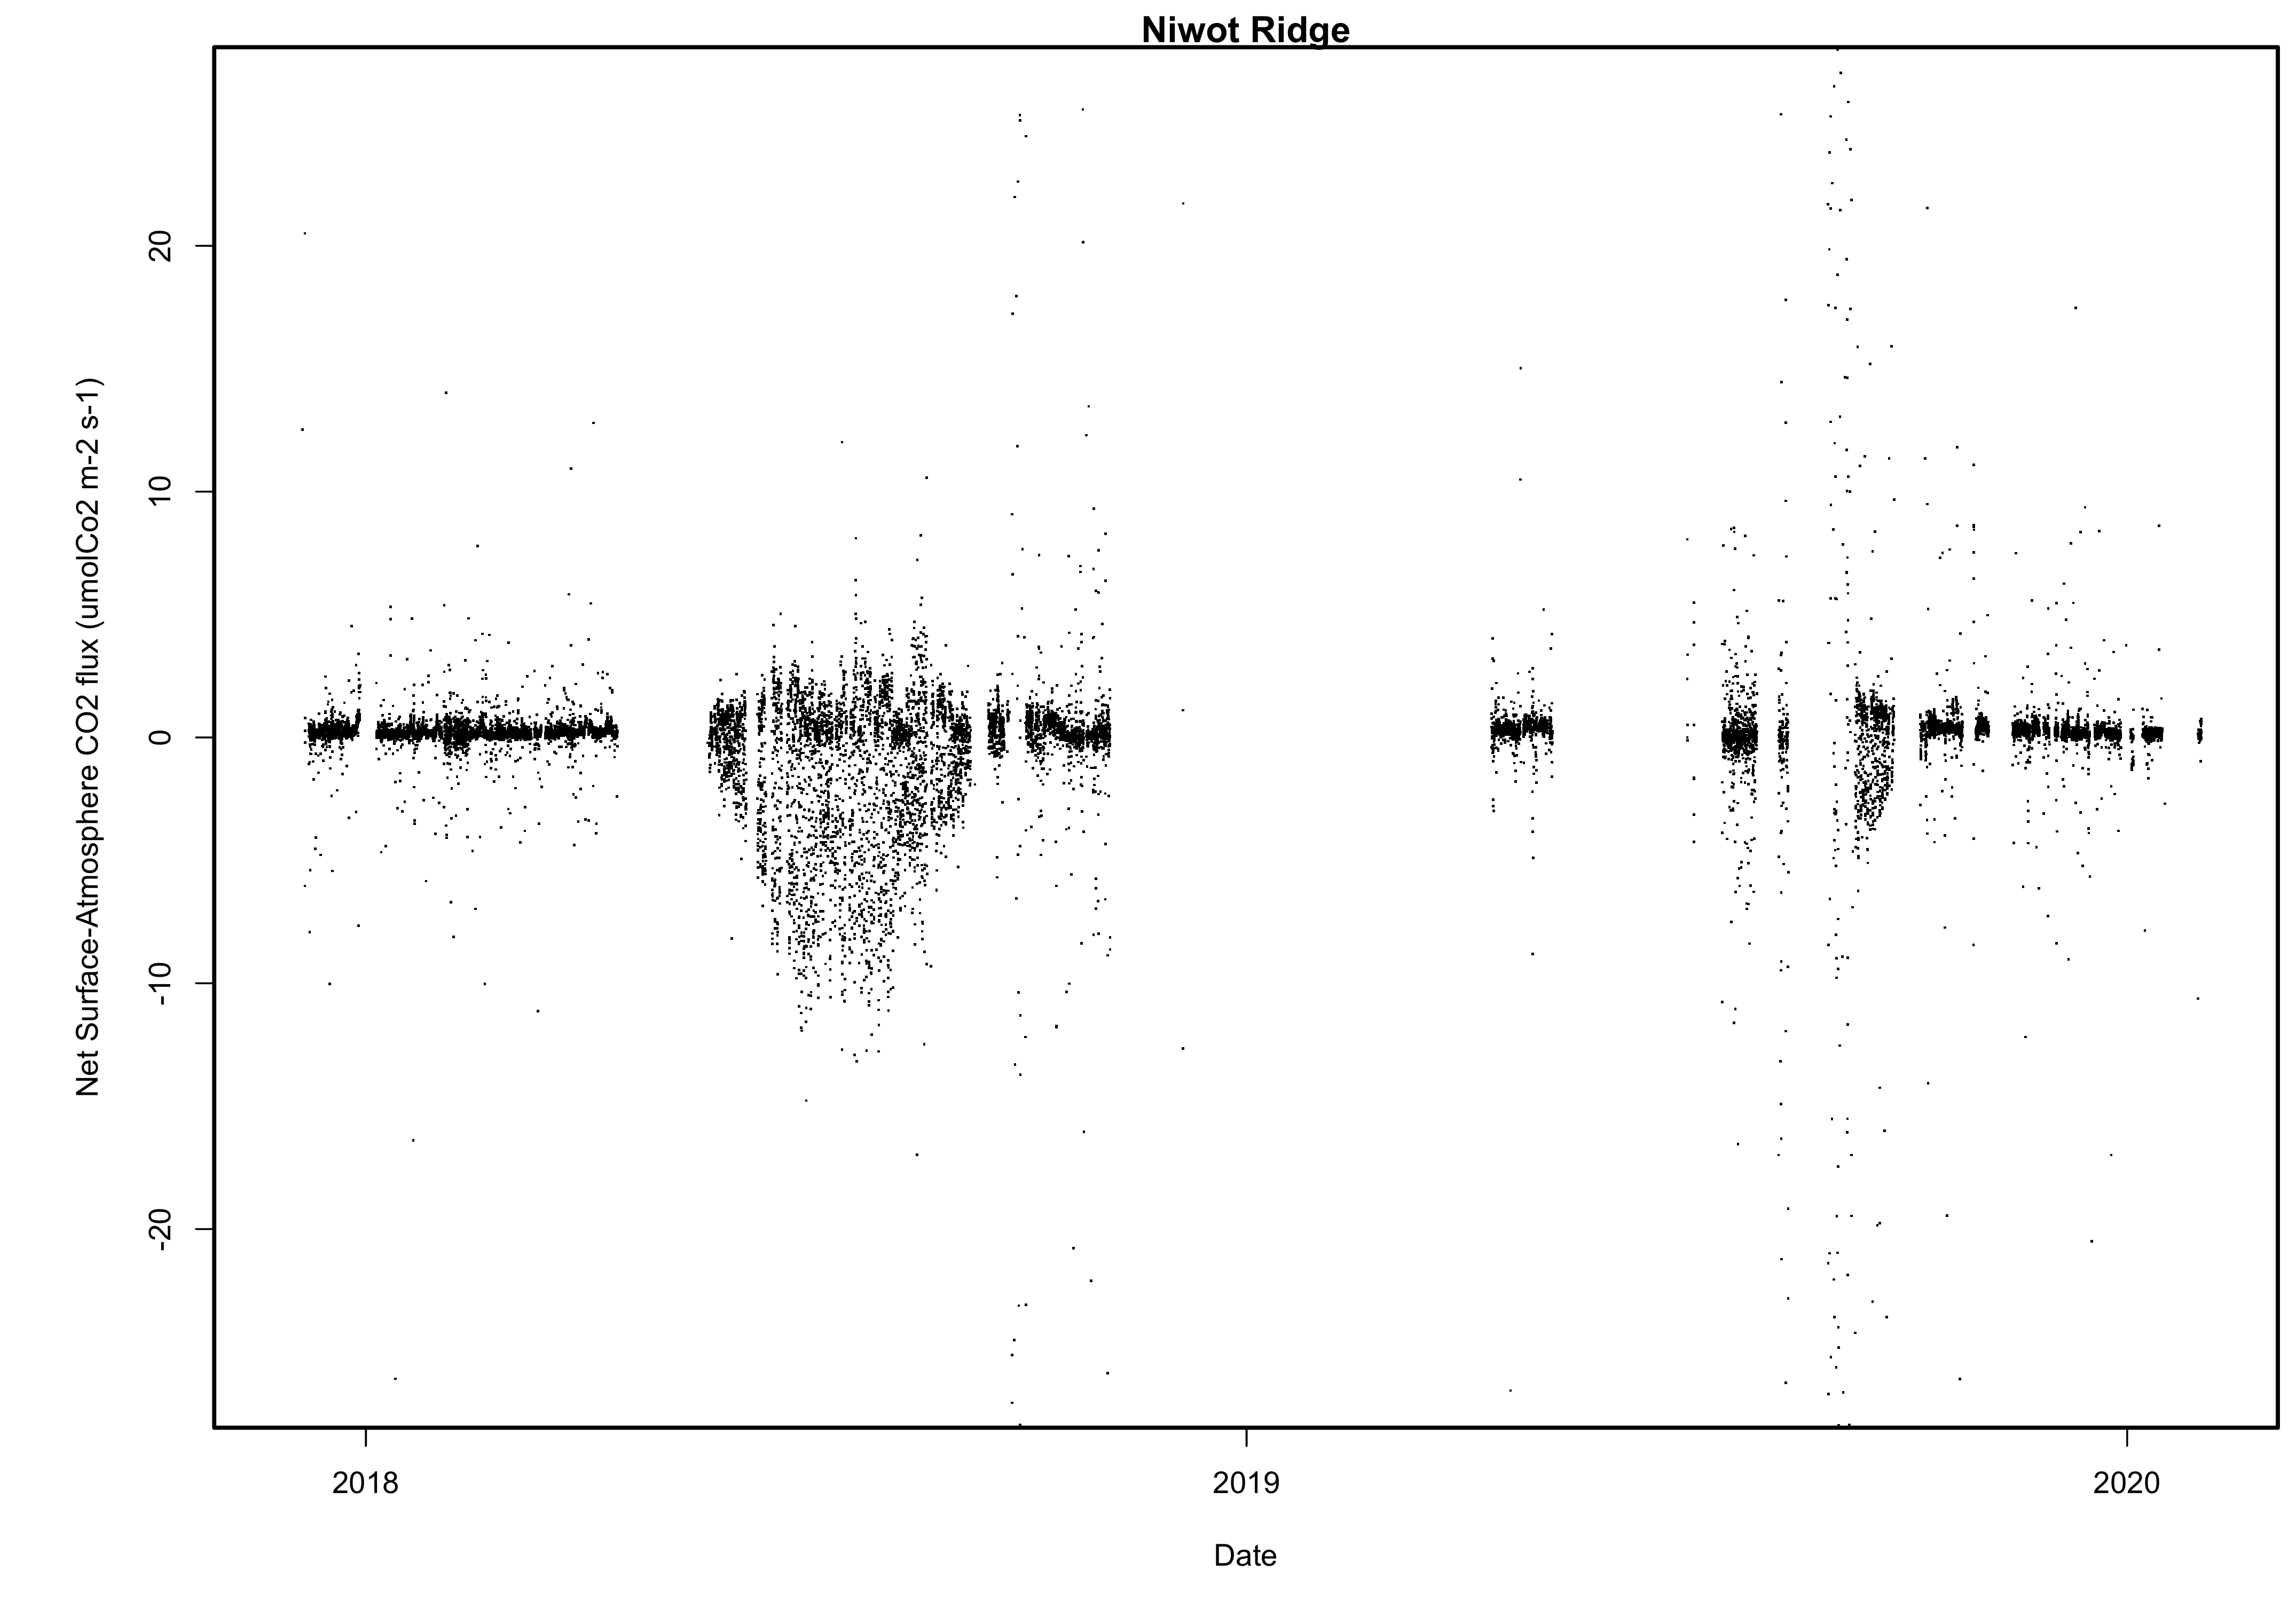 Niwot Ridge
Net Surface-Atmosphere CO2 flux (umolCo2 m-2 s-1)
20
10
0
-10
-20
2018
2019
2020
Date